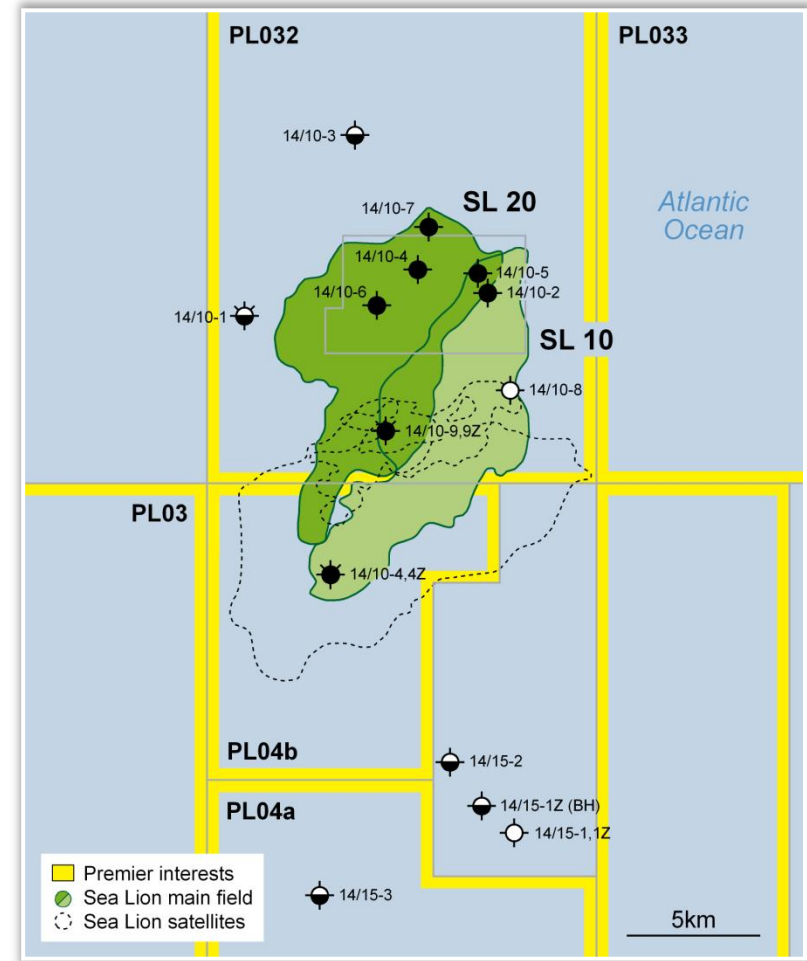 PL032
PL033
14/10-3
SL 20
14/10-7
Atlantic
Ocean
14/10-4
14/10-5
14/10-6
14/10-2
14/10-1
SL 10
14/10-8
14/10-9,9Z
PL03
14/10-4,4Z
PL04b
14/15-2
14/15-1Z (BH)
PL04a
14/15-1,1Z
Premier interests
Sea Lion main field
Sea Lion satellites
14/15-3
5km